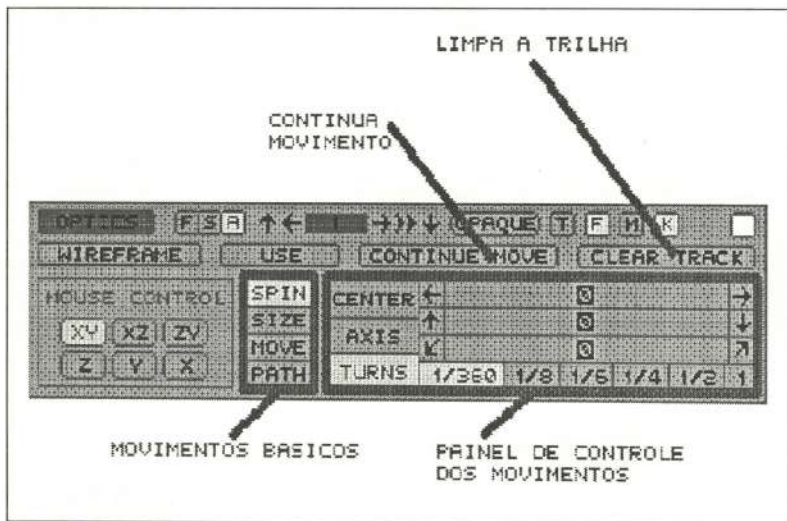 LIMPA A TRILHA
CONTINUA
MOVIMENTO
OPTICS F S A 1 OPAQUE T F M K
WIREFRAME USE CONTINUE MOVE CLEAR TRACK
MOUSE CONTROL
XY XZ ZY
Z Y X
SPIN
SIZE
MOVE
PATH
CENTER 0
AXIS 0
0
TURNS 1/360 1/8 1/6 1/4 1/2 1
MOVIMENTOS BASICOS
PAINEL DE CONTROLE
DOS MOVIMENTOS